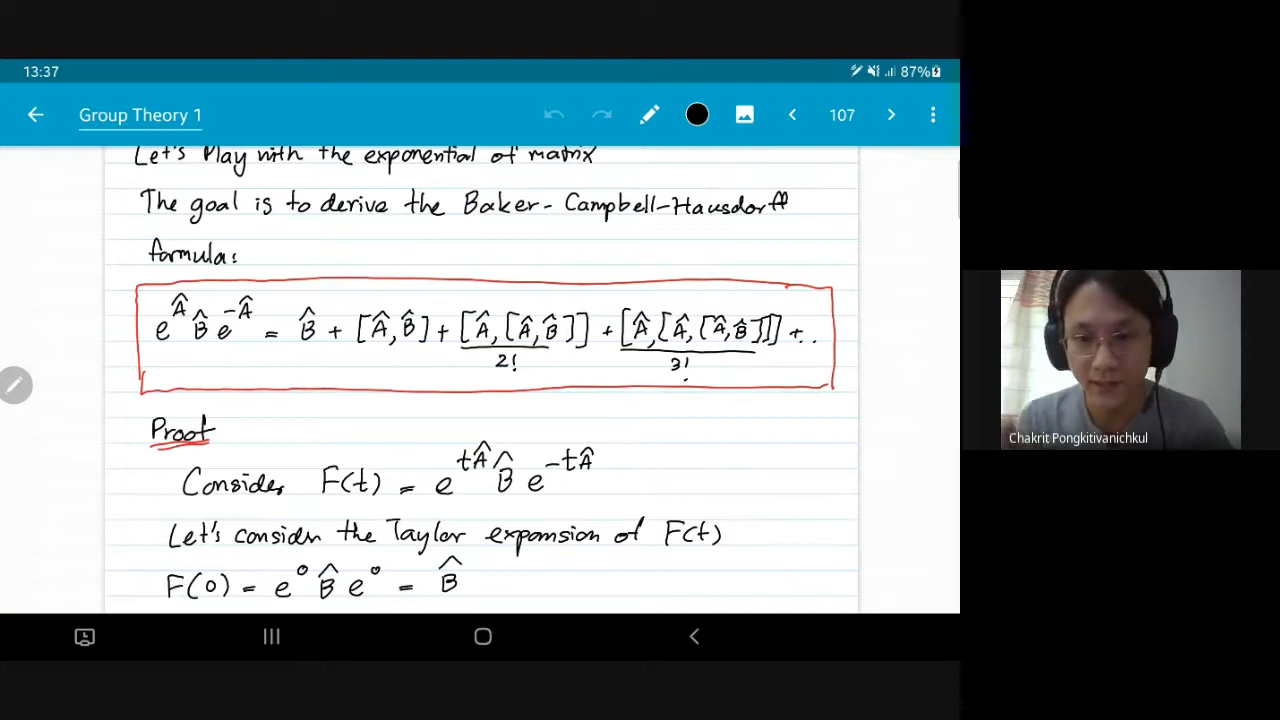 13:37
87%
Group Theory 1
107
Let's Play with the exponential of matrix
The goal is to derive the Baker-Campbell-Hausdorff
formula:
e^Â B̂ e^-Â = B̂ + [Â, B̂] + [Â, [Â, B̂]]/2! + [Â, [Â, [Â, B̂]]]/3! + ...
Proof
Consider F(t) = e^tÂ B̂ e^-tÂ
Let's consider the Taylor expansion of F(t)
F(0) = e^0 B̂ e^0 = B̂
Chakrit Pongkitivanichkul